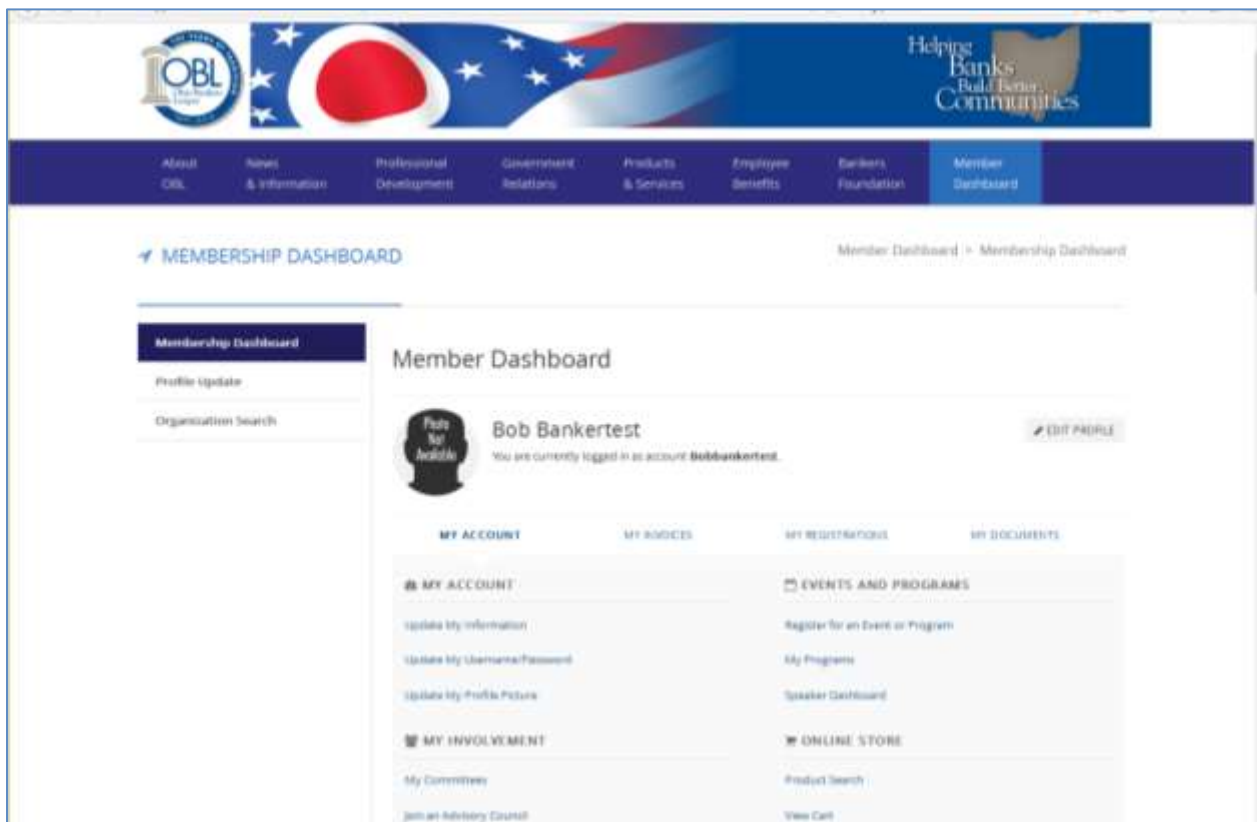 OBL
Helping
Banks
Build Better
Communities
About
OBL
News
& Information
Professional
Development
Government
Relations
Products
& Services
Employee
Benefits
Bankers
Foundation
Member
Dashboard
MEMBERSHIP DASHBOARD
Member Dashboard > Membership Dashboard
Membership Dashboard
Profile Update
Organization Search
Member Dashboard
Photo
Not
Available
Bob Bankertest
EDIT PROFILE
You are currently logged in as account Bobbankertest.
MY ACCOUNT MY INVOICES MY REGISTRATIONS MY DOCUMENTS
MY ACCOUNT
Update My Information
Update My Username/Password
Update My Profile Picture
EVENTS AND PROGRAMS
Register for an Event or Program
My Programs
Speaker Dashboard
MY INVOLVEMENT
My Committees
Join an Advisory Council
ONLINE STORE
Product Search
View Cart